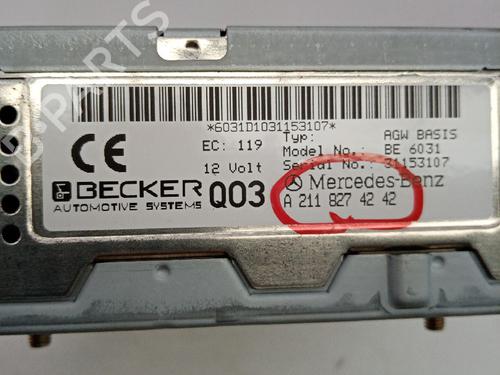 *6031D1031153107*
Typ: AGW BASIS
EC: 119 Model No.: BE 6031
12 Volt Serial No.: 31153107
CE
BECKER Q03 Mercedes-Benz
AUTOMOTIVE SYSTEMS A 211 827 42 42
B-PARTS